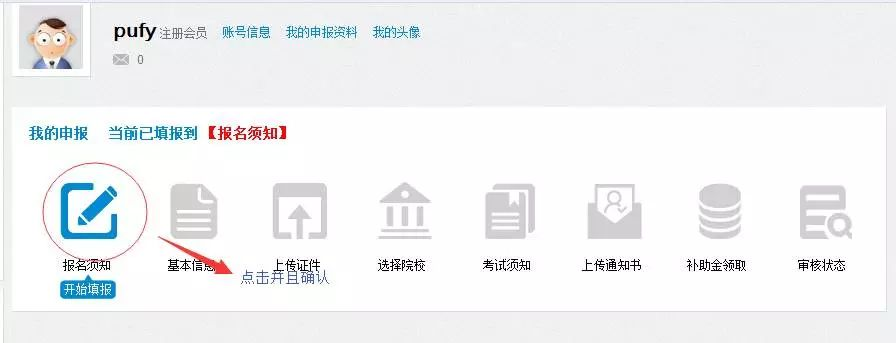 pufy 注册会员 账号信息 我的申报资料 我的头像
0
我的申报 当前已填报到【报名须知】
报名须知 基本信息 上传证件 选择院校 考试须知 上传通知书 补助金领取 审核状态
点击并且确认
开始填报